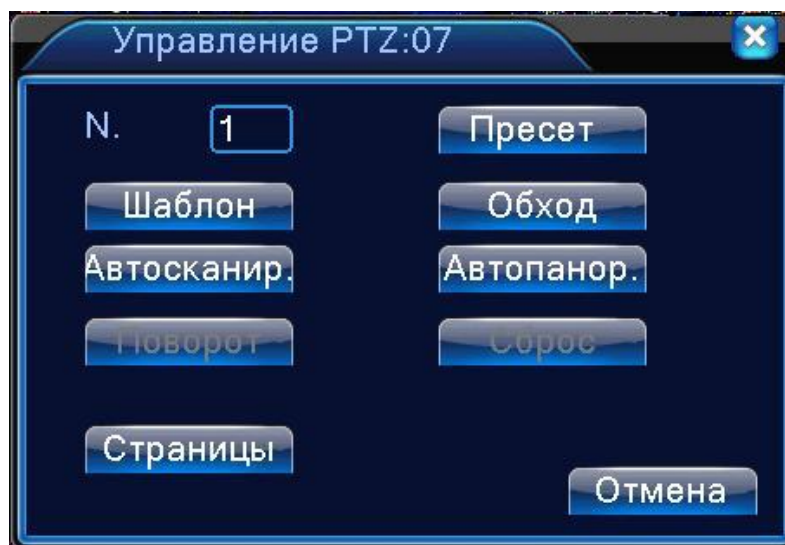 Управление PTZ:07
N. 1 Пресет
Шаблон Обход
Автосканир. Автопанор.
Поворот Сброс
Страницы
Отмена